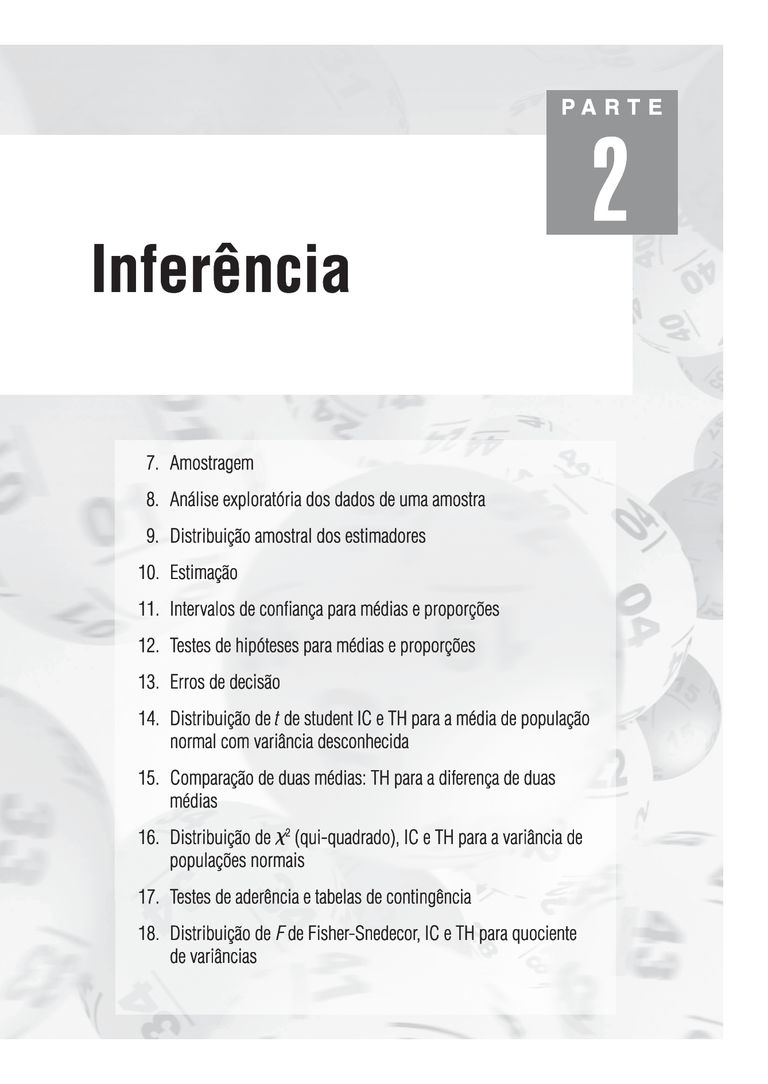 PARTE
2
Inferência
7. Amostragem
8. Análise exploratória dos dados de uma amostra
9. Distribuição amostral dos estimadores
10. Estimação
11. Intervalos de confiança para médias e proporções
12. Testes de hipóteses para médias e proporções
13. Erros de decisão
14. Distribuição de t de student IC e TH para a média de população
normal com variância desconhecida
15. Comparação de duas médias: TH para a diferença de duas
médias
16. Distribuição de χ² (qui-quadrado), IC e TH para a variância de
populações normais
17. Testes de aderência e tabelas de contingência
18. Distribuição de F de Fisher-Snedecor, IC e TH para quociente
de variâncias